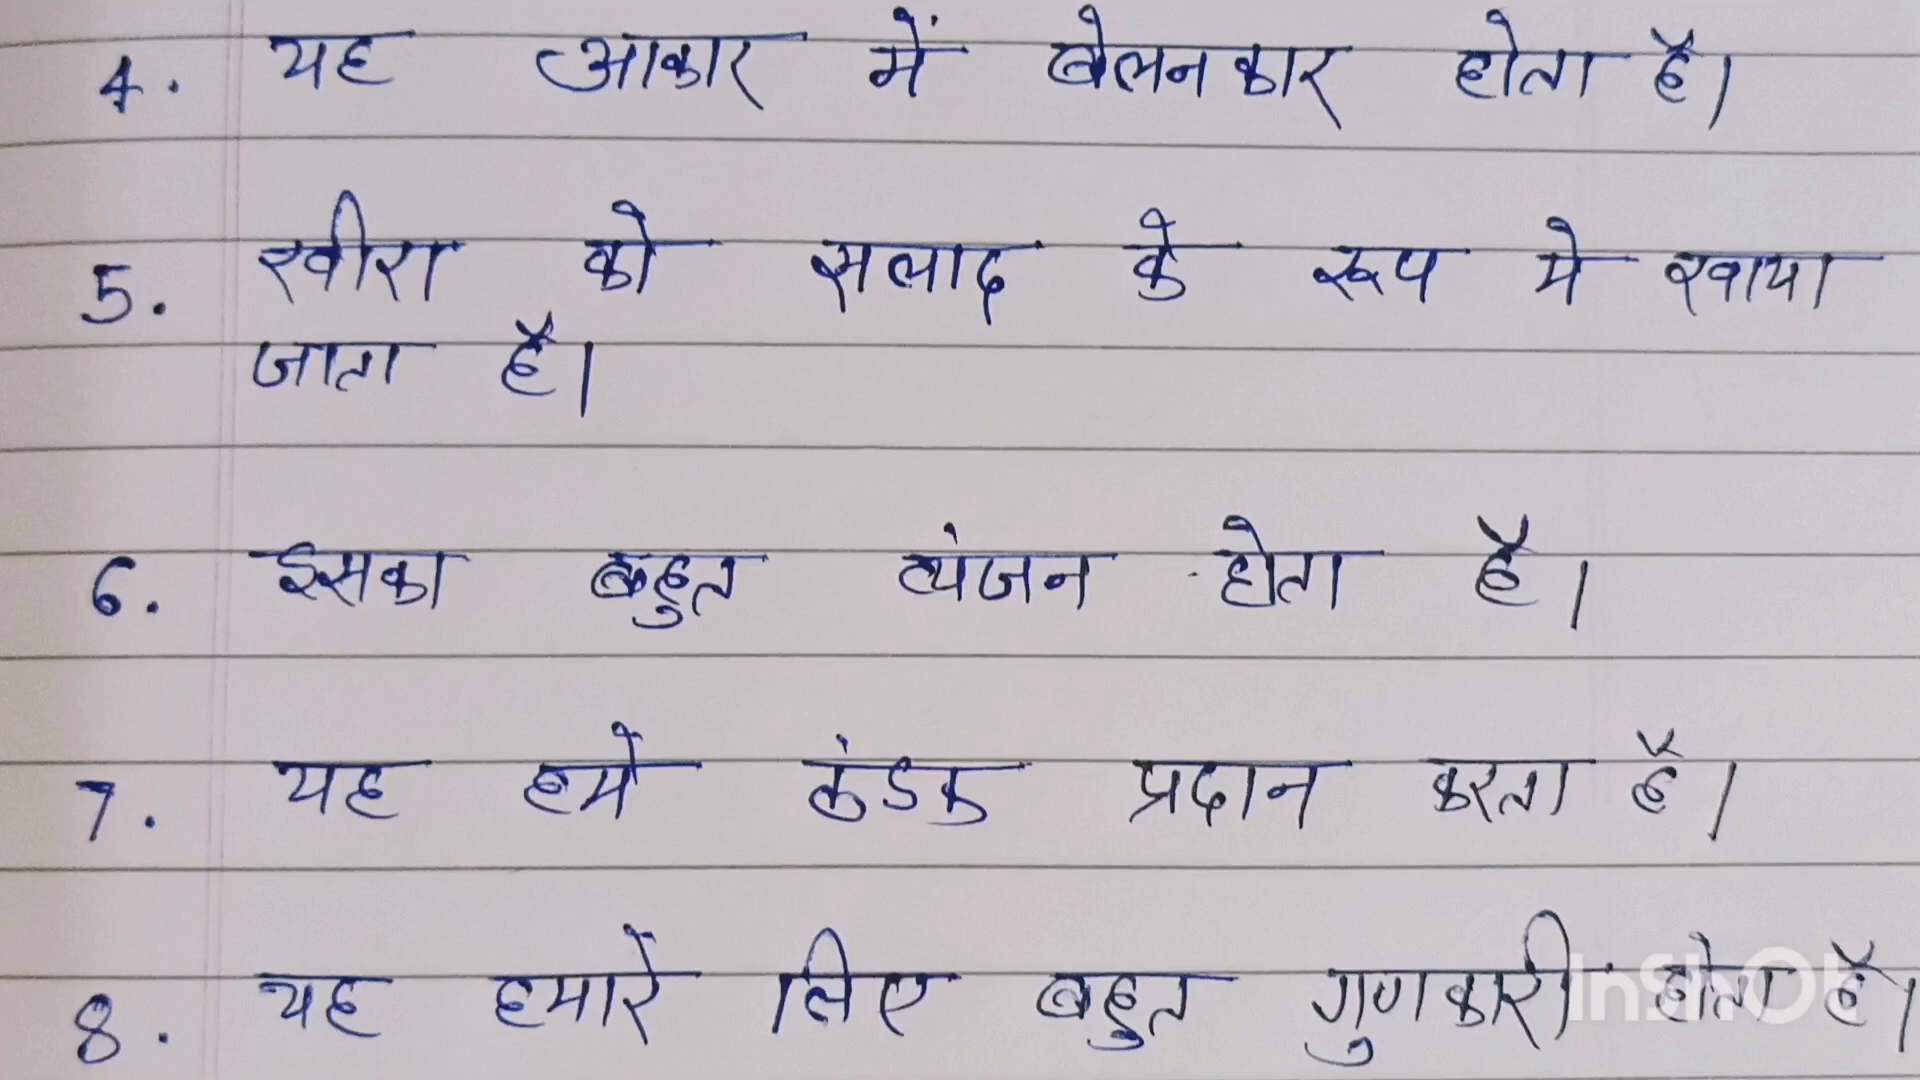 4. यह आकार में बेलनकार होता है।
5. खीरा को सलाद के रूप मे खाया
जाता है।
6. इसका बहुत व्यंजन होता है।
7. यह हमे ठंडक प्रदान करता है।
8. यह हमारे लिए बहुत गुणकारी होता है।
InShOt